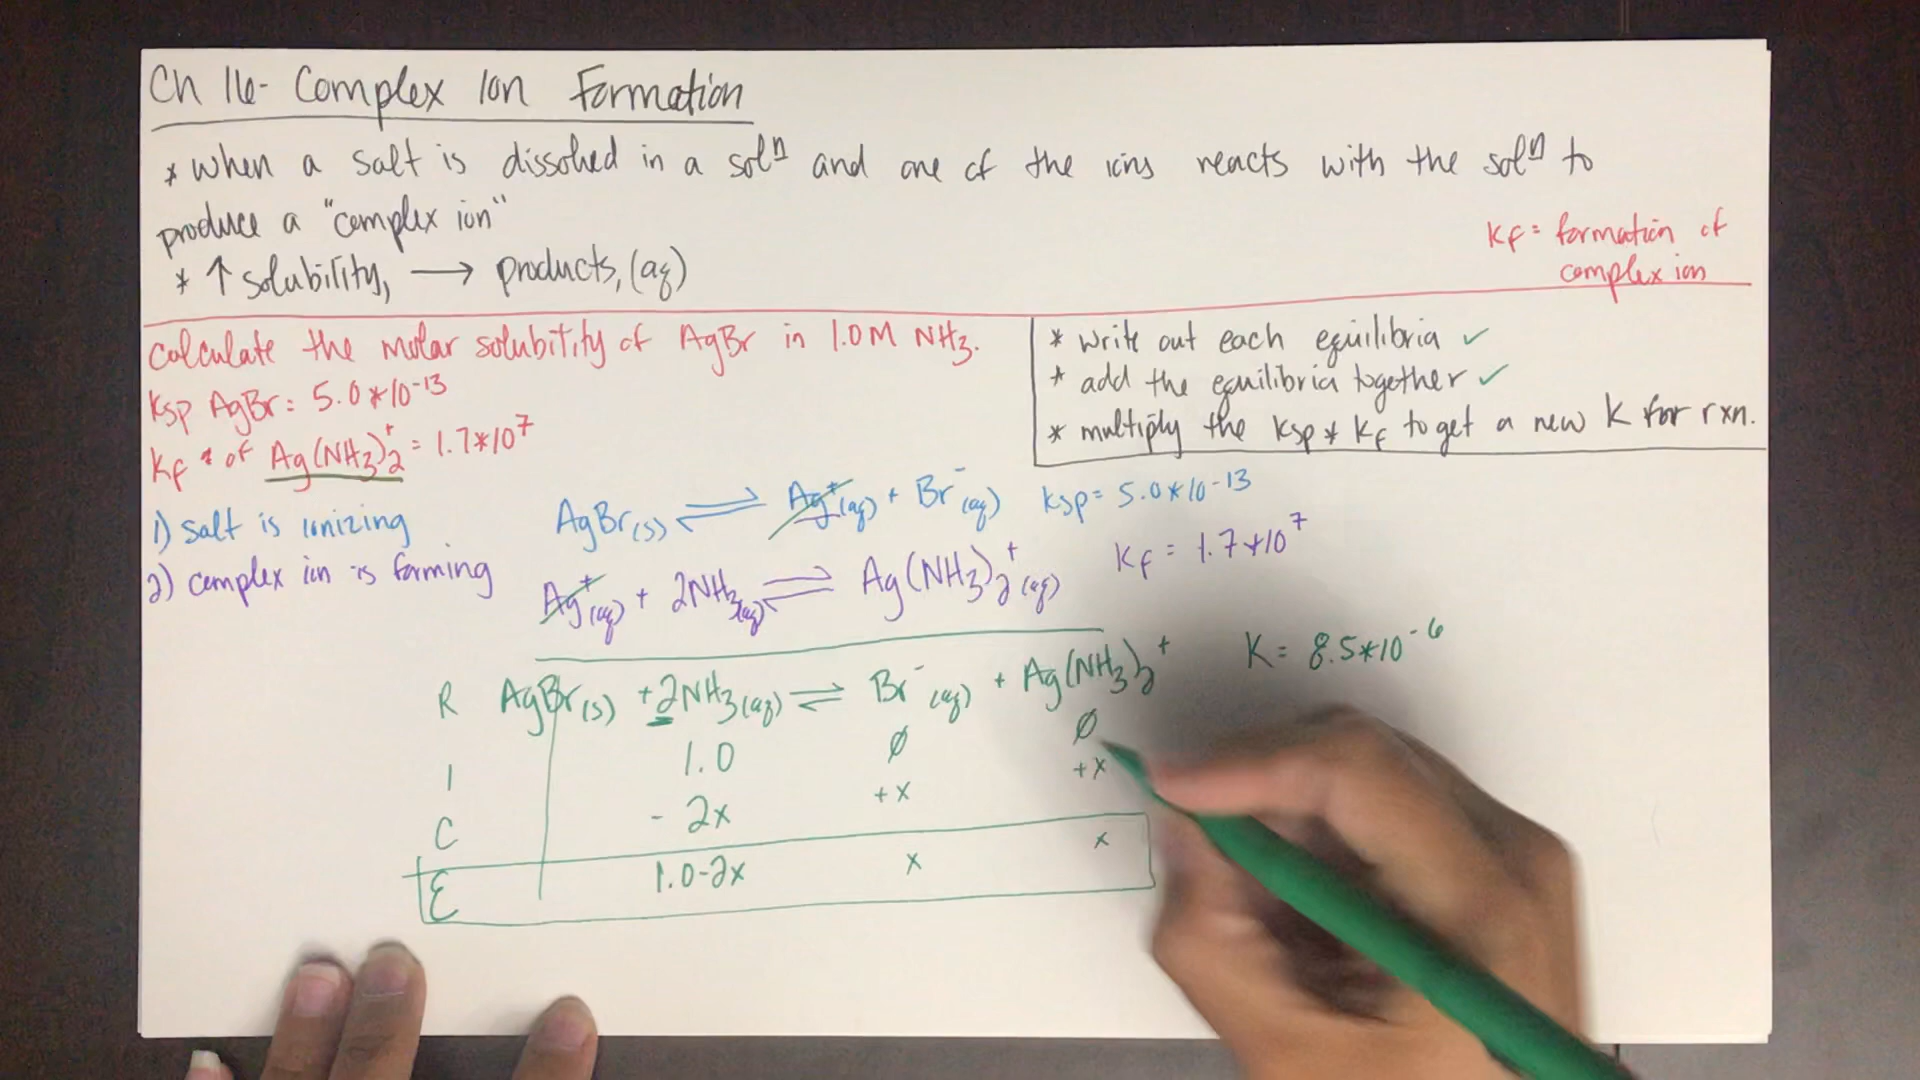 Ch 16- Complex Ion Formation
* when a salt is dissolved in a solⁿ and one of the ions reacts with the solⁿ to
produce a "complex ion"
* ↑ solubility, → products, (aq)
Kf = formation of
complex ion
Calculate the molar solubility of AgBr in 1.0M NH₃.
Ksp AgBr: 5.0*10⁻¹³
Kf * of Ag(NH₃)₂⁺ = 1.7*10⁷
* write out each equilibria ✓
* add the equilibria together ✓
* multiply the Ksp * Kf to get a new K for rxn.
1) salt is ionizing
2) complex ion is forming
AgBr(s) ⇌ Ag⁺(aq) + Br⁻(aq) Ksp = 5.0*10⁻¹³
Ag⁺(aq) + 2NH₃(aq) ⇌ Ag(NH₃)₂⁺(aq) Kf = 1.7*10⁷
R AgBr(s) + 2NH₃(aq) ⇌ Br⁻(aq) + Ag(NH₃)₂⁺ K = 8.5*10⁻⁶
I 1.0 ∅ ∅
C - 2x +x +x
E 1.0-2x x x